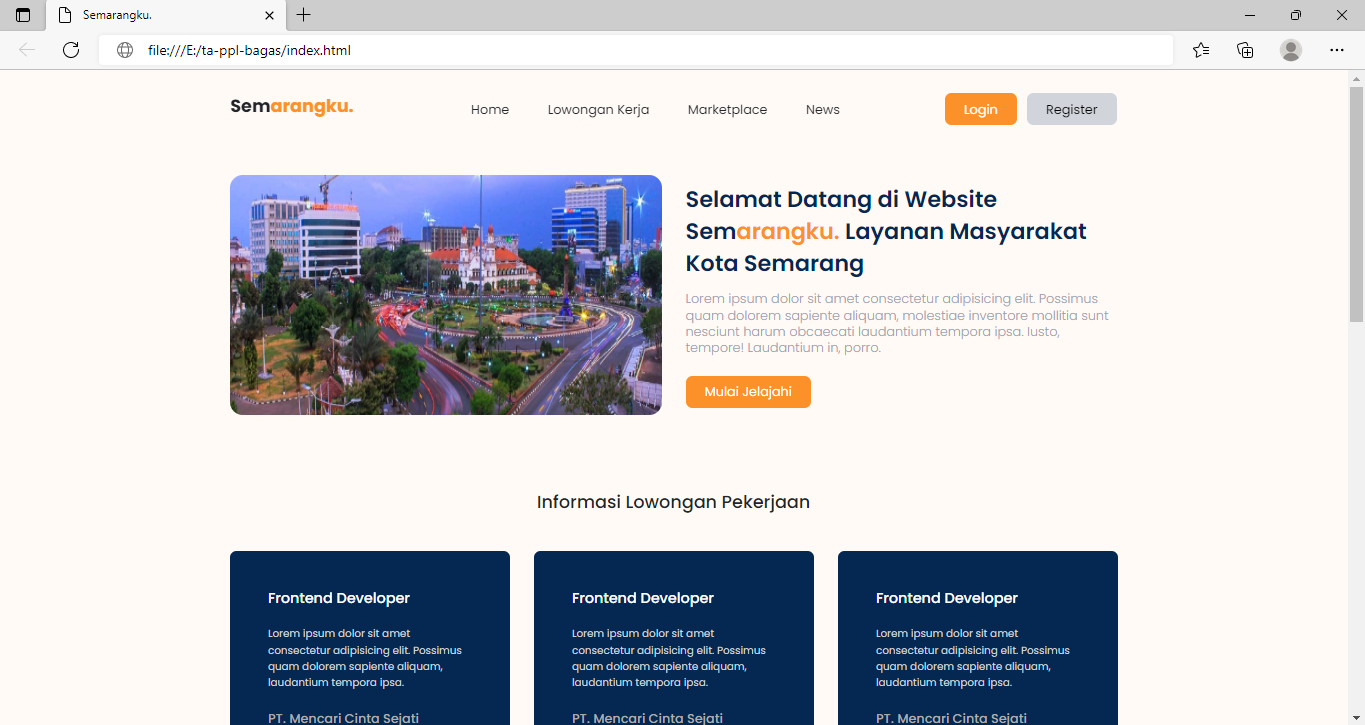 Semarangku.
file:///E:/ta-ppl-bagas/index.html
Semarangku.
Home Lowongan Kerja Marketplace News
Login Register
Selamat Datang di Website
Semarangku. Layanan Masyarakat
Kota Semarang
Lorem ipsum dolor sit amet consectetur adipisicing elit. Possimus
quam dolorem sapiente aliquam, molestiae inventore mollitia sunt
nesciunt harum obcaecati laudantium tempora ipsa. Iusto,
tempore! Laudantium in, porro.
Mulai Jelajahi
Informasi Lowongan Pekerjaan
Frontend Developer
Lorem ipsum dolor sit amet
consectetur adipisicing elit. Possimus
quam dolorem sapiente aliquam,
laudantium tempora ipsa.
PT. Mencari Cinta Sejati
Frontend Developer
Lorem ipsum dolor sit amet
consectetur adipisicing elit. Possimus
quam dolorem sapiente aliquam,
laudantium tempora ipsa.
PT. Mencari Cinta Sejati
Frontend Developer
Lorem ipsum dolor sit amet
consectetur adipisicing elit. Possimus
quam dolorem sapiente aliquam,
laudantium tempora ipsa.
PT. Mencari Cinta Sejati